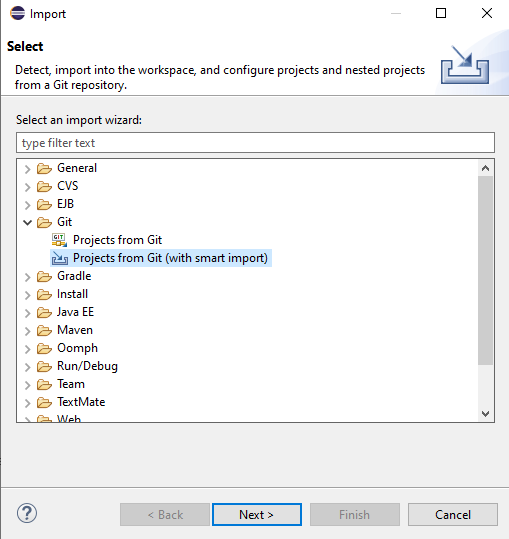 Import
Select
Detect, import into the workspace, and configure projects and nested projects
from a Git repository.
Select an import wizard:
type filter text
General
CVS
EJB
Git
GIT Projects from Git
Projects from Git (with smart import)
Gradle
Install
Java EE
Maven
Oomph
Run/Debug
Team
TextMate
Web
?
< Back
Next >
Finish
Cancel